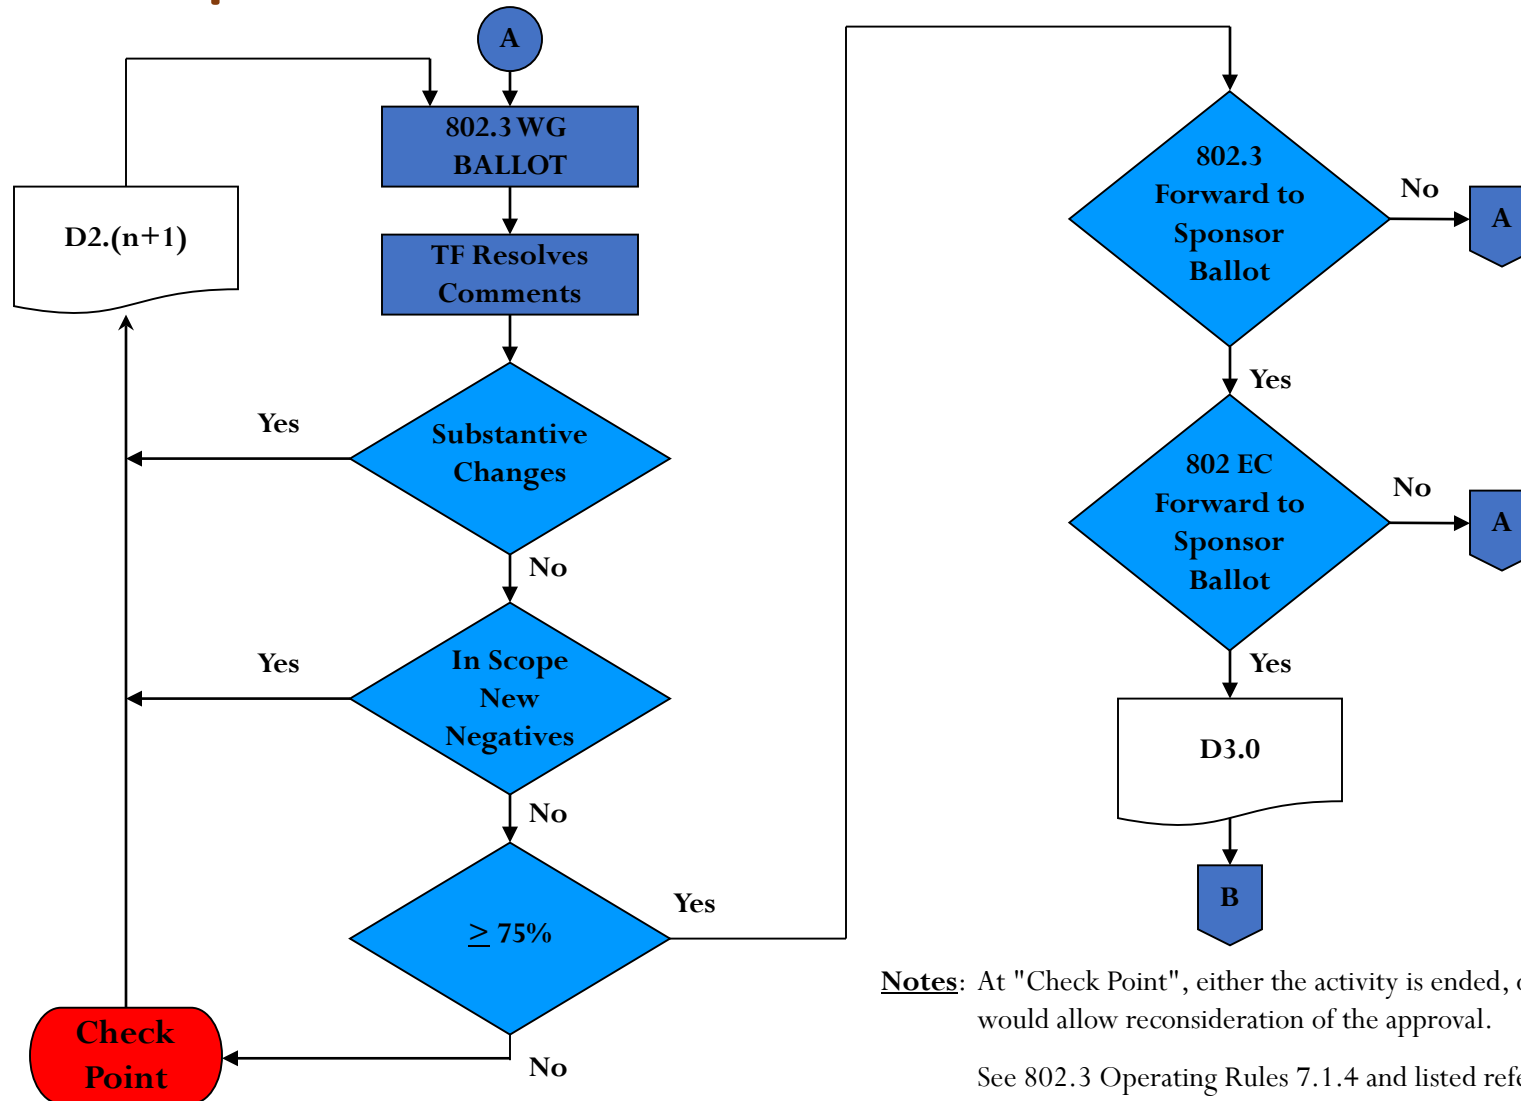 A
802.3 WG
BALLOT
D2.(n+1)
TF Resolves
Comments
Yes
Substantive
Changes
No
Yes
In Scope
New
Negatives
No
≥ 75%
Yes
Check
Point
No
802.3
Forward to
Sponsor
Ballot
No
A
Yes
802 EC
Forward to
Sponsor
Ballot
No
A
Yes
D3.0
B
Notes: At "Check Point", either the activity is ended,
would allow reconsideration of the approval.
See 802.3 Operating Rules 7.1.4 and listed